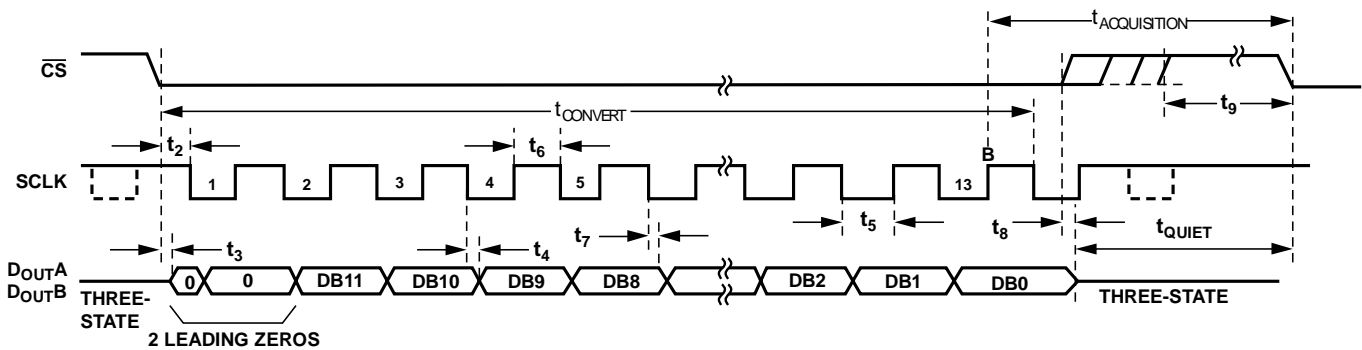 tACQUISITION
CS
tCONVERT
t9
t2
t6
B
SCLK
1 2 3 4 5 13
t3
t4
t7
t5
t8
tQUIET
DOUTA
DOUTB
0 0 DB11 DB10 DB9 DB8 DB2 DB1 DB0
THREE-
STATE
THREE-STATE
2 LEADING ZEROS